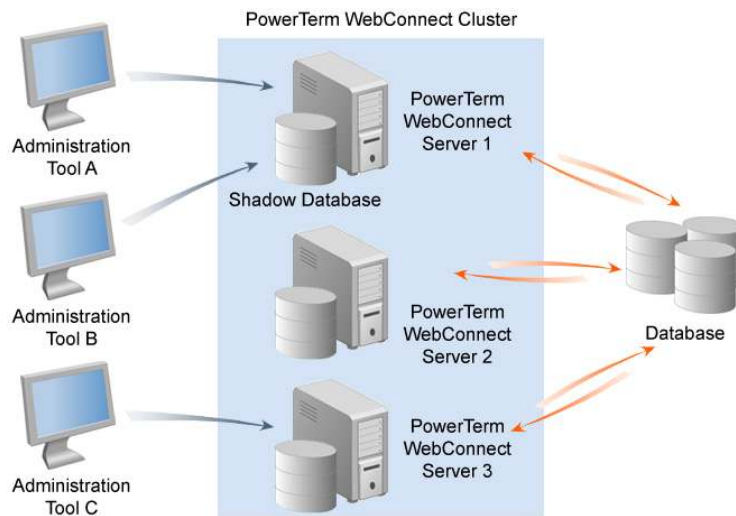 PowerTerm WebConnect Cluster
Administration
Tool A
PowerTerm
WebConnect
Server 1
Shadow Database
Administration
Tool B
PowerTerm
WebConnect
Server 2
Database
Administration
Tool C
PowerTerm
WebConnect
Server 3